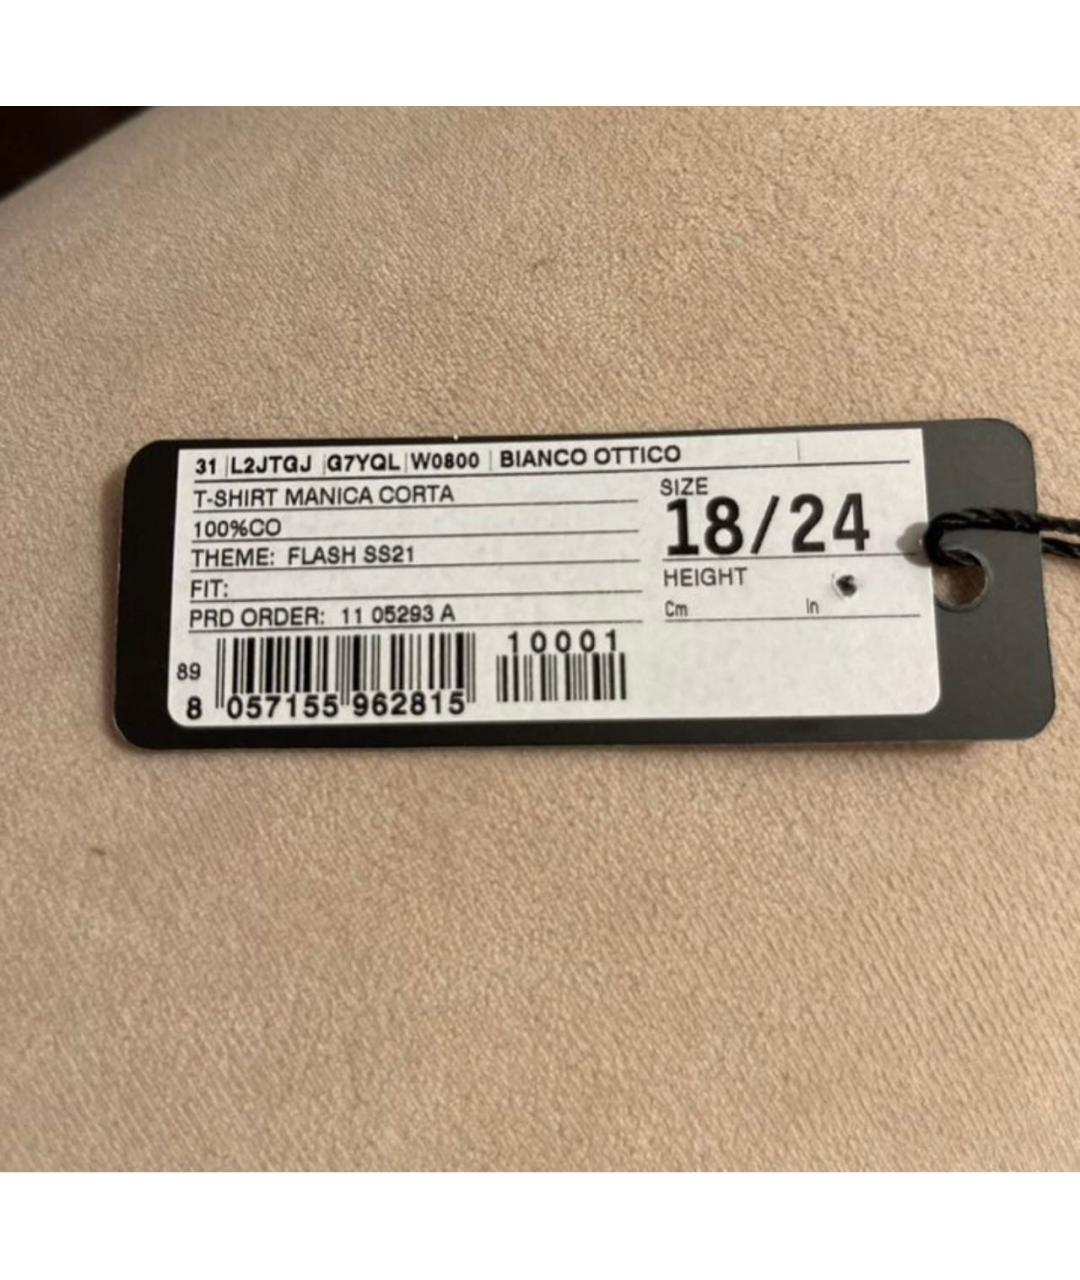 31 L2JTGJ G7YQL W0800 BIANCO OTTICO
T-SHIRT MANICA CORTA
100%CO
THEME: FLASH SS21
FIT:
PRD ORDER: 11 05293 A
SIZE
18/24
HEIGHT
Cm In
10001
89
8 057155 962815